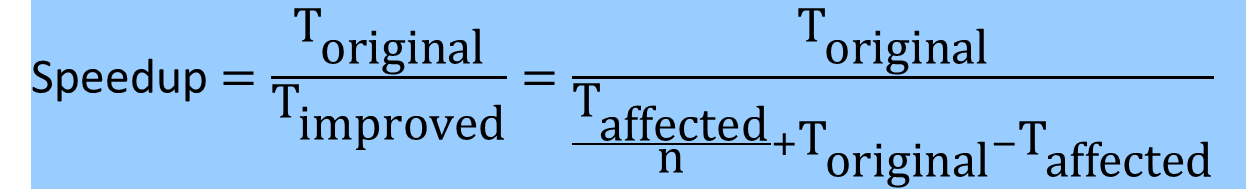 Speedup = T_original / T_improved = T_original / (T_affected / n + T_original − T_affected)